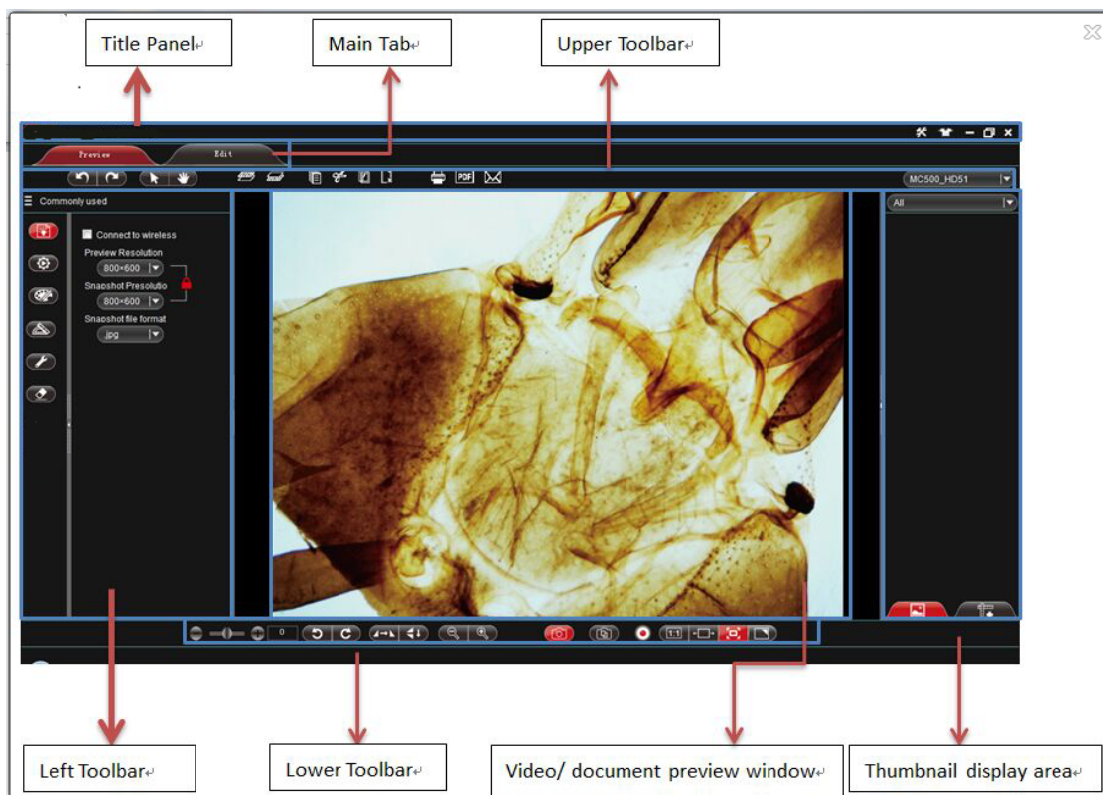 Title Panel
Main Tab
Upper Toolbar
Preview
Edit
PDF
MC500_HD51
Commonly used
All
Connect to wireless
Preview Resolution
800×600
Snapshot Presolutio
800×600
Snapshot file format
.jpg
0
1:1
Left Toolbar
Lower Toolbar
Video/ document preview window
Thumbnail display area